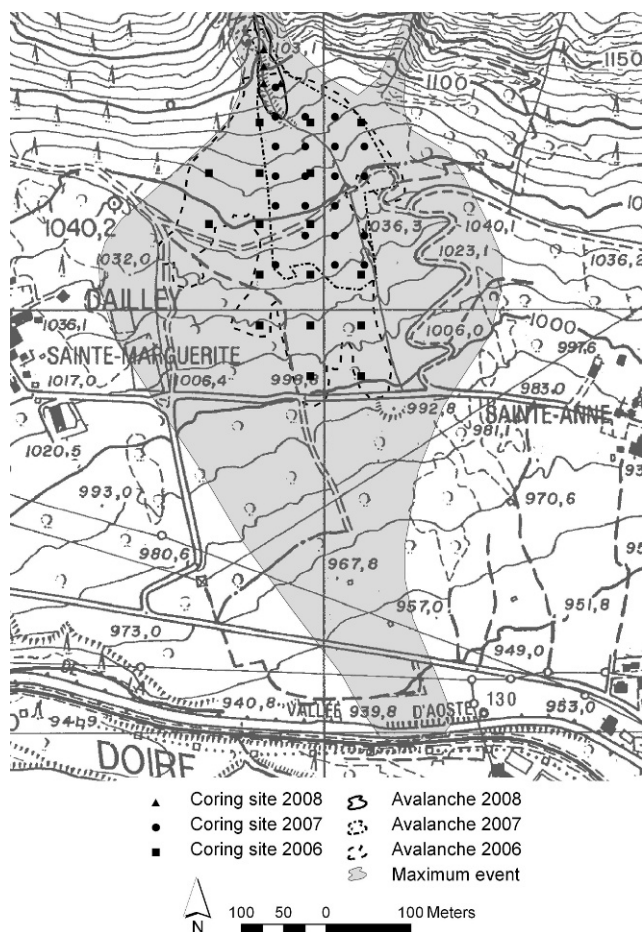 103,1
1150
1100
1040,2
1036,3
1040,1
1032,0
1023,1
1036,2
DAILLEY
1036,1
1006,0
1000
SAINTE-MARGUERITE
997,6
1017,0
1006,4
998,8
983,0
992,8
SAINTE-ANNE
1020,5
981,1
993,0
970,6
980,6
967,8
957,0
951,8
973,0
949,0
940,8
VALLÉE 939,8 D'AOSTE
130
953,0
DOIRE
Coring site 2008
Avalanche 2008
Coring site 2007
Avalanche 2007
Coring site 2006
Avalanche 2006
Maximum event
N
100 50 0 100 Meters